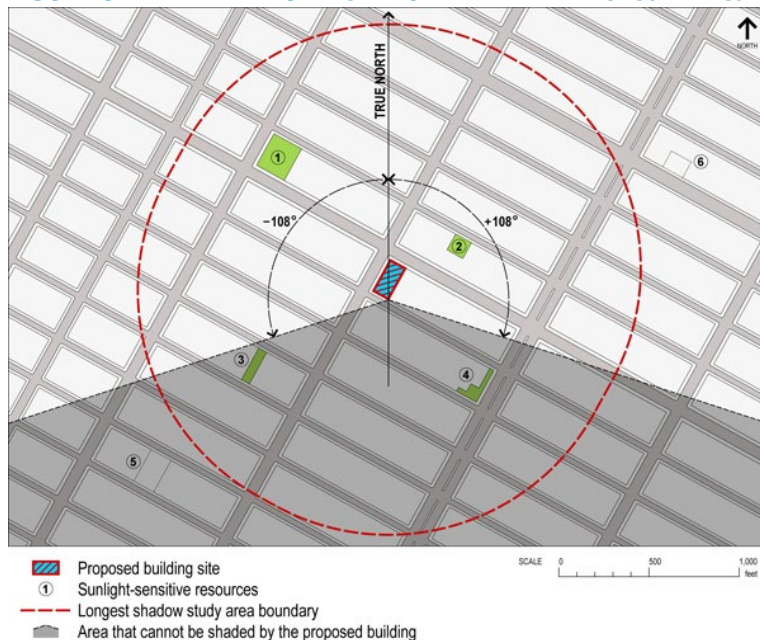 TRUE NORTH
NORTH
1
6
−108°
+108°
2
3
4
5
Proposed building site
1 Sunlight-sensitive resources
Longest shadow study area boundary
Area that cannot be shaded by the proposed building
SCALE 0 500 1,000
feet